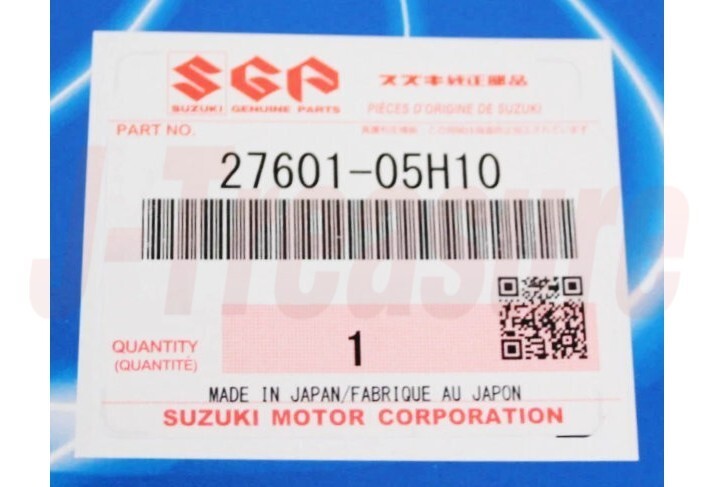 SGP スズキ純正部品
SUZUKI GENUINE PARTS PIÈCES D'ORIGINE DE SUZUKI
PART NO.
27601-05H10
QUANTITY 1
(QUANTITÉ)
MADE IN JAPAN/FABRIQUE AU JAPON
SUZUKI MOTOR CORPORATION
J-Treasure